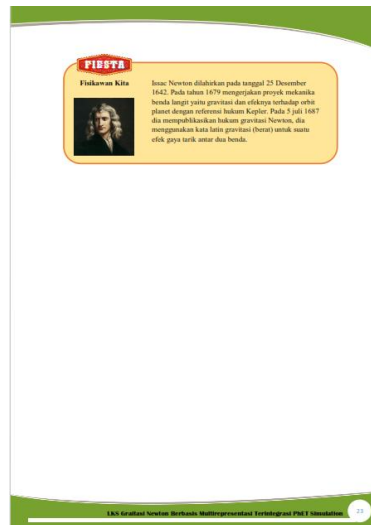 FIESTA
Fisikawan Kita
Issac Newton dilahirkan pada tanggal 25 Desember
1642. Pada tahun 1679 mengerjakan proyek mekanika
benda langit yaitu gravitasi dan efeknya terhadap orbit
planet dengan referensi hukum Kepler. Pada 5 juli 1687
dia mempublikasikan hukum gravitasi Newton, dia
menggunakan kata latin gravitasi (berat) untuk suatu
efek gaya tarik antar dua benda.
LKS Graitasi Newton Berbasis Multirepresentasi Terintegrasi PhET Simulation
23